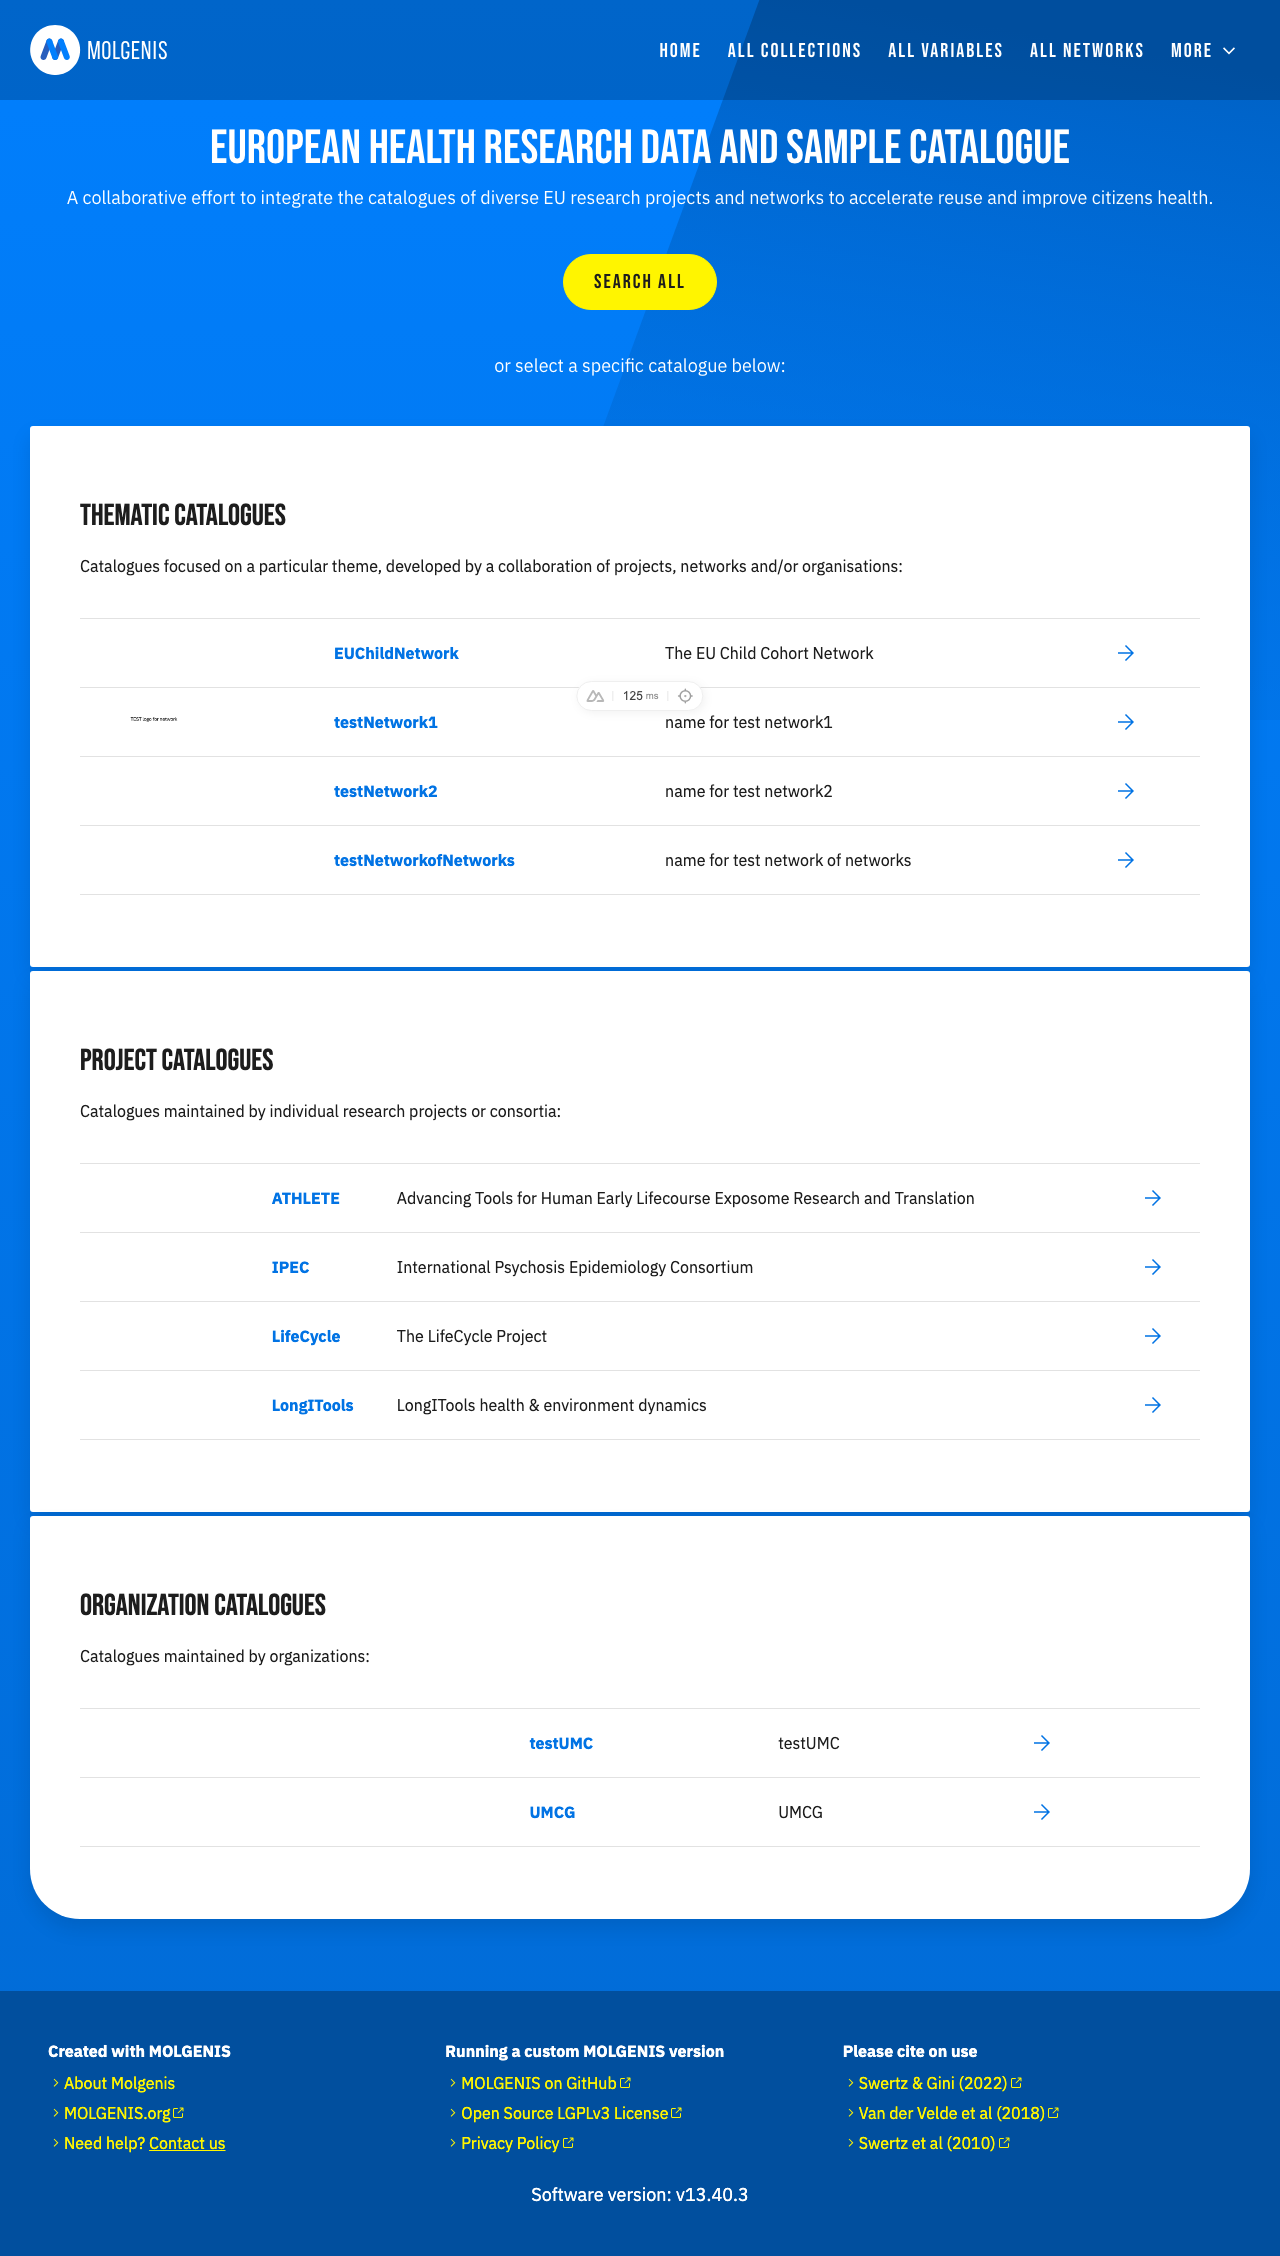 MOLGENIS
HOME ALL COLLECTIONS ALL VARIABLES ALL NETWORKS MORE
EUROPEAN HEALTH RESEARCH DATA AND SAMPLE CATALOGUE
A collaborative effort to integrate the catalogues of diverse EU research projects and networks to accelerate reuse and improve citizens health.
SEARCH ALL
or select a specific catalogue below:
THEMATIC CATALOGUES
Catalogues focused on a particular theme, developed by a collaboration of projects, networks and/or organisations:
EUChildNetwork The EU Child Cohort Network
125 ms
TEST logo for network testNetwork1 name for test network1
testNetwork2 name for test network2
testNetworkofNetworks name for test network of networks
PROJECT CATALOGUES
Catalogues maintained by individual research projects or consortia:
ATHLETE Advancing Tools for Human Early Lifecourse Exposome Research and Translation
IPEC International Psychosis Epidemiology Consortium
LifeCycle The LifeCycle Project
LongITools LongITools health & environment dynamics
ORGANIZATION CATALOGUES
Catalogues maintained by organizations:
testUMC testUMC
UMCG UMCG
Created with MOLGENIS
About Molgenis
MOLGENIS.org
Need help? Contact us
Running a custom MOLGENIS version
MOLGENIS on GitHub
Open Source LGPLv3 License
Privacy Policy
Please cite on use
Swertz & Gini (2022)
Van der Velde et al (2018)
Swertz et al (2010)
Software version: v13.40.3